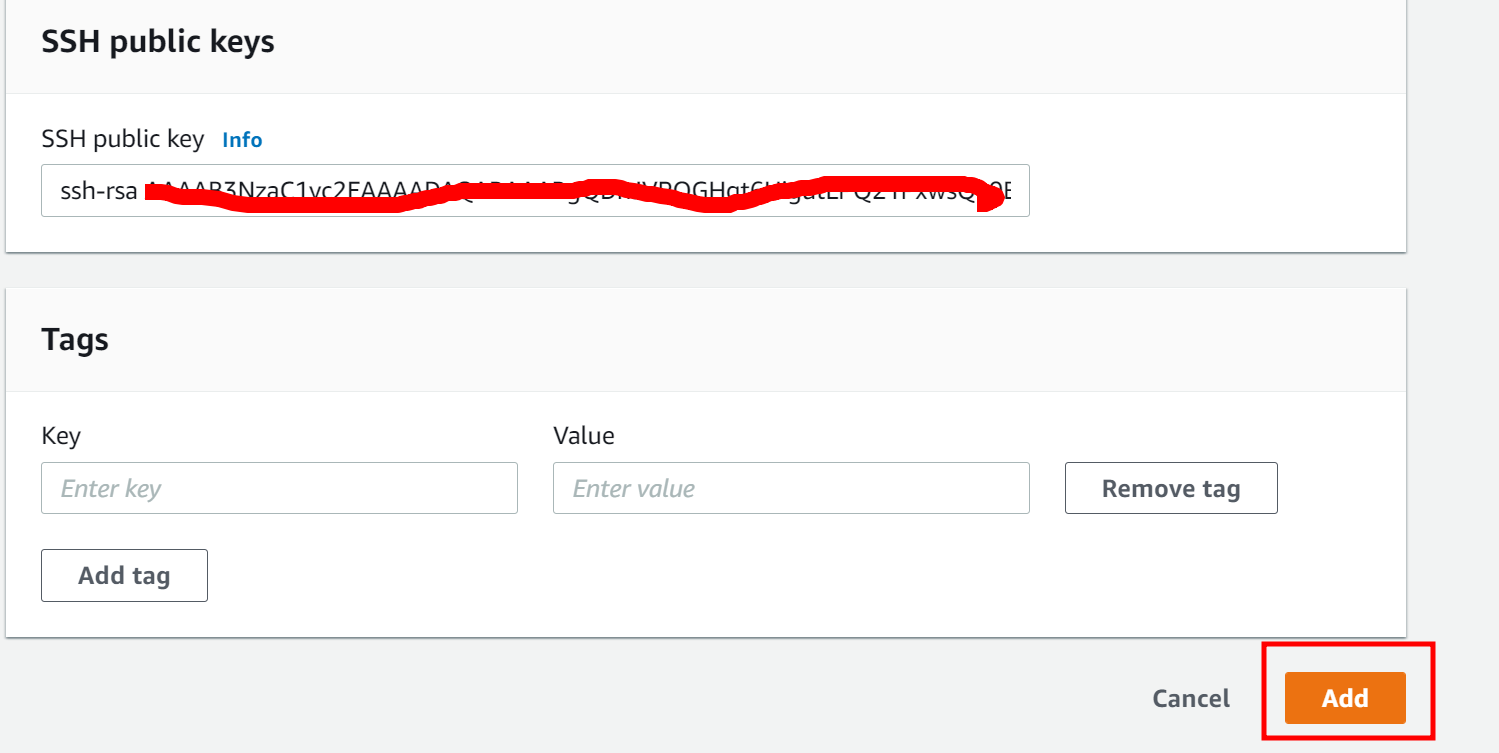 SSH public keys
SSH public key Info
ssh-rsa
Tags
Key Value
Enter key Enter value Remove tag
Add tag
Cancel Add